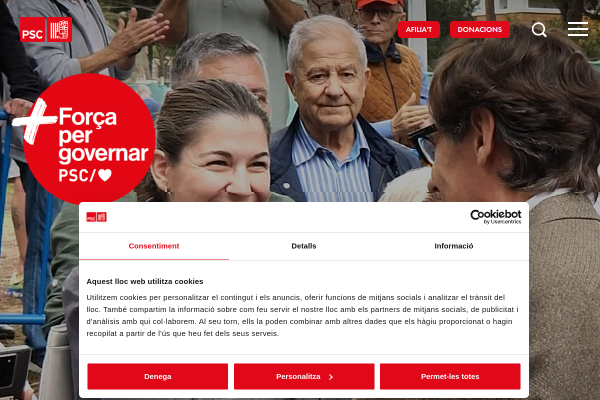 PSC
AFILIA'T
DONACIONS
+Força
per
governar
PSC/
Cookiebot
by Usercentrics
Consentiment
Detalls
Informació
Aquest lloc web utilitza cookies
Utilitzem cookies per personalitzar el contingut i els anuncis, oferir funcions de mitjans socials i analitzar el trànsit del
lloc. També compartim la informació sobre com feu servir el nostre lloc amb els partners de mitjans socials, de publicitat i
d'anàlisis amb qui col·laborem. Al seu torn, ells la poden combinar amb altres dades que els hàgiu proporcionat o hagin
recopilat a partir de l'ús que heu fet dels seus serveis.
Denega
Personalitza
Permet-les totes